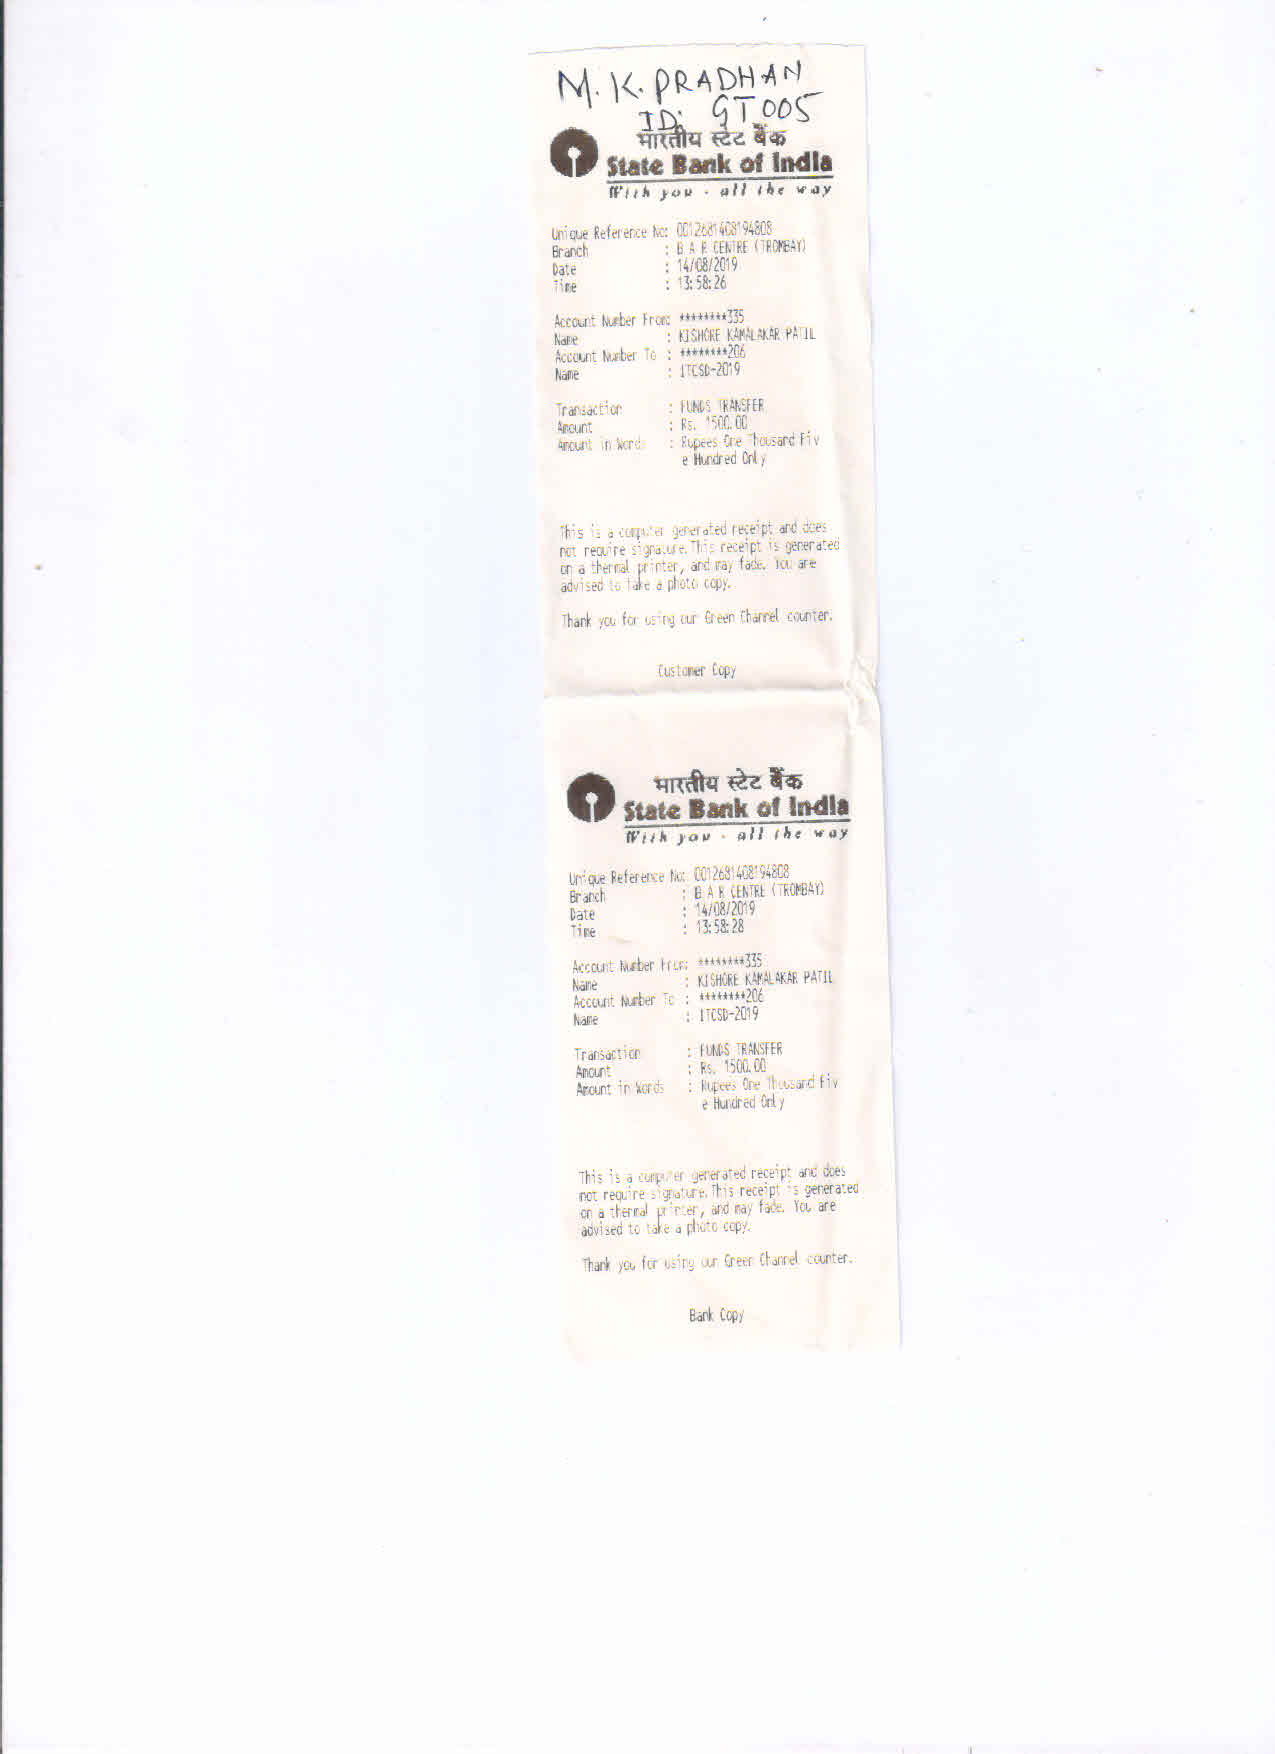 M. K. PRADHAN
ID: GT005
भारतीय स्टेट बैंक
State Bank of India
With you - all the way
Unique Reference No: 0012681408194808
Branch : B A R CENTRE (TROMBAY)
Date : 14/08/2019
Time : 13:58:26
Account Number From: ********335
Name : KISHORE KAMALAKAR PATIL
Account Number To : ********206
Name : ITCSD-2019
Transaction : FUNDS TRANSFER
Amount : Rs. 1500.00
Amount in Words : Rupees One Thousand Fiv
e Hundred Only
This is a computer generated receipt and does
not require signature.This receipt is generated
on a thermal printer, and may fade. You are
advised to take a photo copy.
Thank you for using our Green Channel counter.
Customer Copy
भारतीय स्टेट बैंक
State Bank of India
With you - all the way
Unique Reference No: 0012681408194808
Branch : B A R CENTRE (TROMBAY)
Date : 14/08/2019
Time : 13:58:28
Account Number From: ********335
Name : KISHORE KAMALAKAR PATIL
Account Number To : ********206
Name : ITCSD-2019
Transaction : FUNDS TRANSFER
Amount : Rs. 1500.00
Amount in Words : Rupees One Thousand Fiv
e Hundred Only
This is a computer generated receipt and does
not require signature.This receipt is generated
on a thermal printer, and may fade. You are
advised to take a photo copy.
Thank you for using our Green Channel counter.
Bank Copy